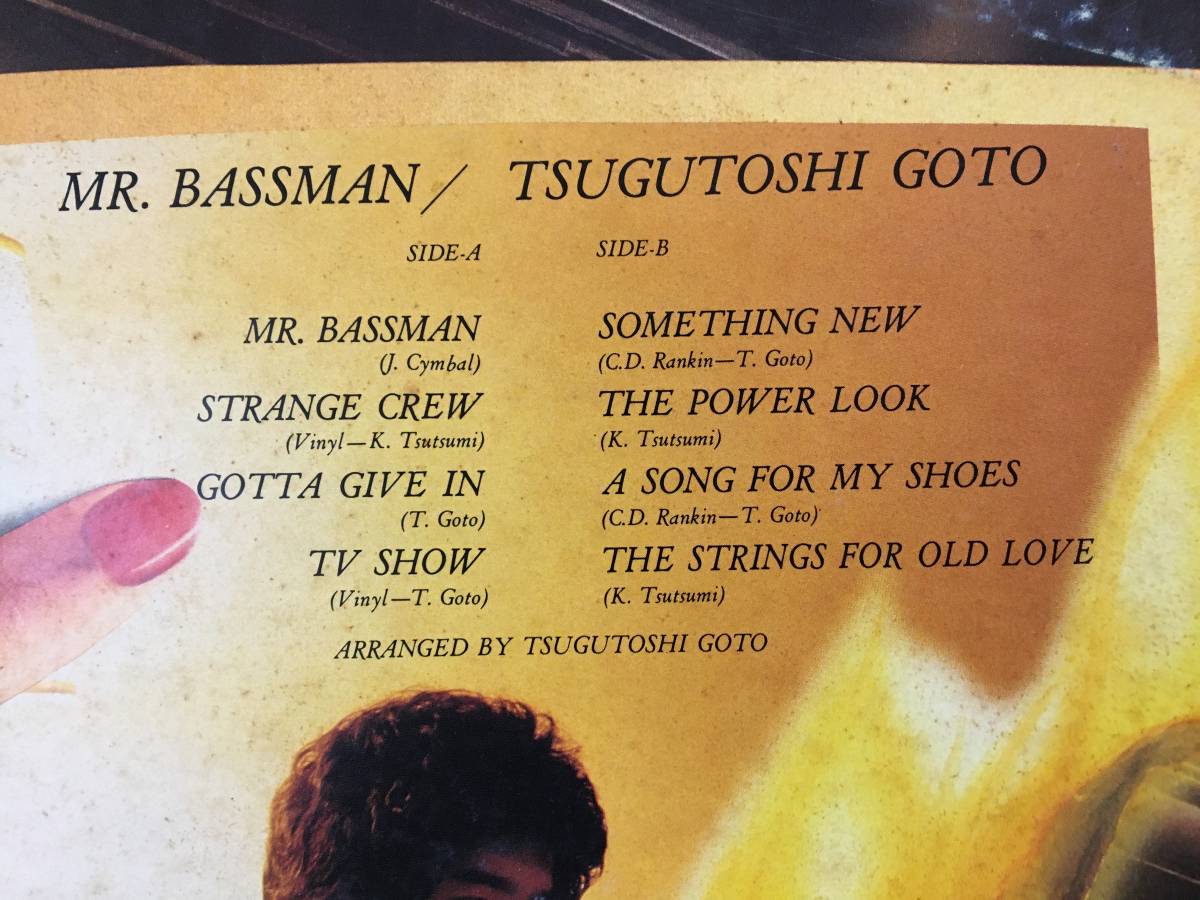 MR. BASSMAN / TSUGUTOSHI GOTO
SIDE-A
MR. BASSMAN
(J. Cymbal)
STRANGE CREW
(Vinyl—K. Tsutsumi)
GOTTA GIVE IN
(T. Goto)
TV SHOW
(Vinyl—T. Goto)
SIDE-B
SOMETHING NEW
(C.D. Rankin—T. Goto)
THE POWER LOOK
(K. Tsutsumi)
A SONG FOR MY SHOES
(C.D. Rankin—T. Goto)
THE STRINGS FOR OLD LOVE
(K. Tsutsumi)
ARRANGED BY TSUGUTOSHI GOTO